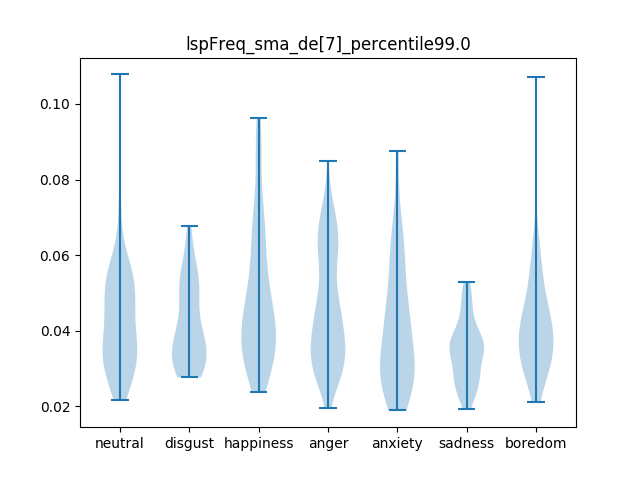 lspFreq_sma_de[7]_percentile99.0
0.10
0.08
0.06
0.04
0.02
neutral disgust happiness anger anxiety sadness boredom